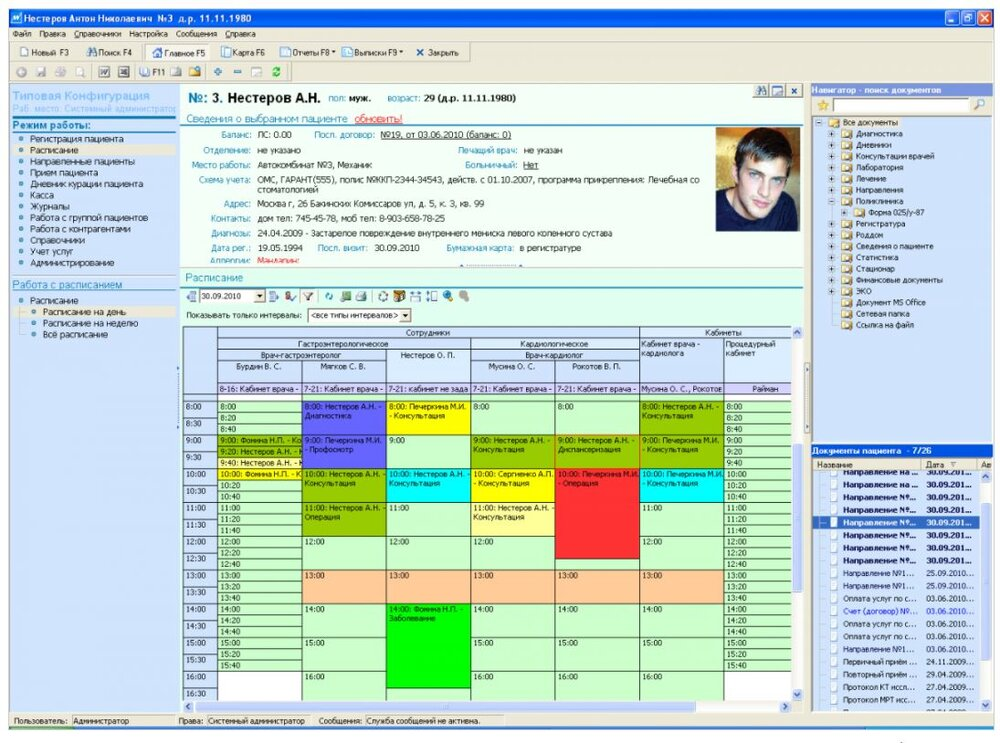 Нестеров Антон Николаевич №3 д.р. 11.11.1980
Файл Правка Справочники Настройка Сообщения Справка
Новый F3 Поиск F4 Главное F5 Карта F6 Отчеты F8 Выписки F9 Закрыть
F11
Типовая Конфигурация
Раб. место. Системный администратор
Режим работы:
Регистрация пациента
Расписание
Направленные пациенты
Прием пациента
Дневник курации пациента
Касса
Журналы
Работа с группой пациентов
Работа с контрагентами
Справочники
Учет услуг
Администрирование
Работа с расписанием
Расписание
Расписание на день
Расписание на неделю
Всё расписание
№: 3. Нестеров А.Н. пол: муж. возраст: 29 (д.р. 11.11.1980)
Сведения о выбранном пациенте обновить!
Баланс: ЛС: 0.00 Посл. договор: №19, от 03.06.2010 (баланс: 0)
Отделение: не указано Лечащий врач: не указан
Место работы: Автокомбинат №3, Механик Больничный: Нет
Схема учета: ОМС, ГАРАНТ(555), полис №ККП-2344-34543, действ. с 01.10.2007, программа прикрепления: Лечебная со
стоматологией
Адрес: Москва г, 26 Бакинских Комиссаров ул, д. 5, к. 3, кв. 99
Контакты: дом тел: 745-45-78, моб тел: 8-903-658-78-25
Диагнозы: 24.04.2009 - Застарелое повреждение внутреннего мениска левого коленного сустава
Дата рег.: 19.05.1994 Посл. визит: 30.09.2010 Бумажная карта: в регистратуре
Аллергии: Мандарин;
Расписание
30.09.2010
Показывать только интервалы: <все типы интервалов>
Сотрудники Кабинеты
Гастроэнтерологическое Кардиологическое Кабинет врача - кардиолога Процедурный кабинет
Врач-гастроэнтеролог Нестеров О. П. Врач-кардиолог
Бурдин В. С. Мягков С. В. Мусина О. С. Рокотов В. П.
8-16: Кабинет врача - 7-21: Кабинет врача - 7-21: кабинет не зада 7-21: Кабинет врача - 7-21: Кабинет врача - Мусина О. С., Рокотов Райман
8:00 8:00 8:00: Нестеров А.Н. - Диагностика 8:00: Печеркина М.И. - Консультация 8:00 8:00 8:00: Нестеров А.Н. - Консультация 8:00
8:20 8:20
8:30 8:40 8:40
9:00 9:00: Фонина Н.П. - Ко 9:00: Печеркина М.И. - Профосмотр 9:00 9:00: Нестеров А.Н. - Консультация 9:00: Нестеров А.Н. - Диспансеризация 9:00: Печеркина М.И. - Консультация 9:00
9:20: Нестеров А.Н. - 9:20
9:30 9:40: Нестеров А.Н. - 9:40
10:00 10:00: Фонина Н.П. - К 10:00: Нестеров А.Н. - Консультация 10:00: Нестеров А.Н. - Консультация 10:00: Сергиенко А.П. - Консультация 10:00: Печеркина М.И. - Операция 10:00: Печеркина М.И. - Консультация 10:00
10:20 10:20
10:30 10:40 10:40
11:00 11:00 11:00: Нестеров А.Н. - Операция 11:00 11:00: Нестеров А.Н. - Консультация 11:00 11:00
11:20 11:20
11:30 11:40 11:40
12:00 12:00 12:00 12:00 12:00 12:00 12:00
12:20 12:20
12:30 12:40 12:40
13:00 13:00 13:00 13:00 13:00 13:00 13:00 13:00
13:20 13:20
13:30 13:40 13:40
14:00 14:00 14:00 14:00: Фонина Н.П. - Заболевание 14:00 14:00 14:00 14:00
14:20 14:20
14:30 14:40 14:40
15:00 15:00 15:00 15:00 15:00 15:00 15:00
15:20 15:20
15:30 15:40 15:40
16:00 16:00 16:00 16:00 16:00
16:30
Навигатор - поиск документов
Все документы
Диагностика
Дневники
Консультации врачей
Лаборатория
Лечение
Направления
Поликлиника
Форма 025/у-87
Регистратура
Роддом
Сведения о пациенте
Статистика
Стационар
Финансовые документы
ЭКО
Документ MS Office
Сетевая папка
Ссылка на файл
Документы пациента - 7/26
Название Дата Ав
Направление на ... 30.09.201...
Направление на ... 30.09.201...
Направление №... 30.09.201...
Направление №... 30.09.201...
Направление №... 30.09.201...
Направление №... 30.09.201...
Направление №... 30.09.201...
Направление №... 30.09.201...
Направление №1... 25.09.2010...
Направление №1... 25.09.2010...
Оплата услуг по с... 03.06.2010...
Счет (договор) №... 03.06.2010...
Оплата услуг по с... 03.06.2010...
Оплата услуг по с... 03.06.2010...
Направление №1... 03.06.2010...
Первичный приём ... 24.11.2009...
Повторный приём ... 29.04.2009...
Протокол КТ иссл... 27.04.2009...
Протокол МРТ исс... 27.04.2009...
Пользователь: Администратор Права: Системный администратор Сообщения: Служба сообщений не активна.